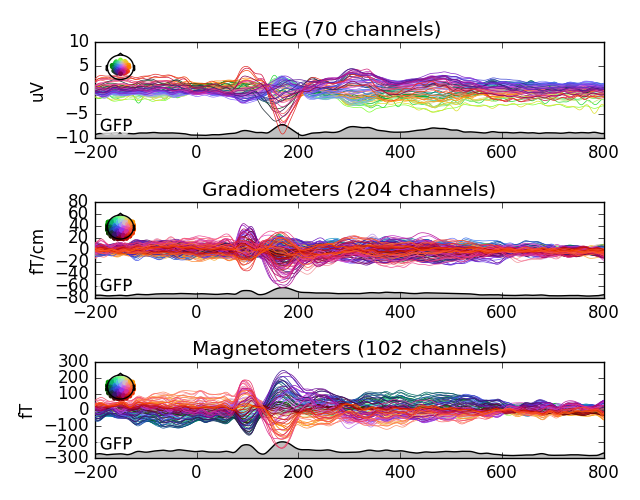 EEG (70 channels)
10
5
0
−5
−10
uV
GFP
−200 0 200 400 600 800
Gradiometers (204 channels)
80
60
40
20
0
−20
−40
−60
−80
fT/cm
GFP
−200 0 200 400 600 800
Magnetometers (102 channels)
300
200
100
0
−100
−200
−300
fT
GFP
−200 0 200 400 600 800